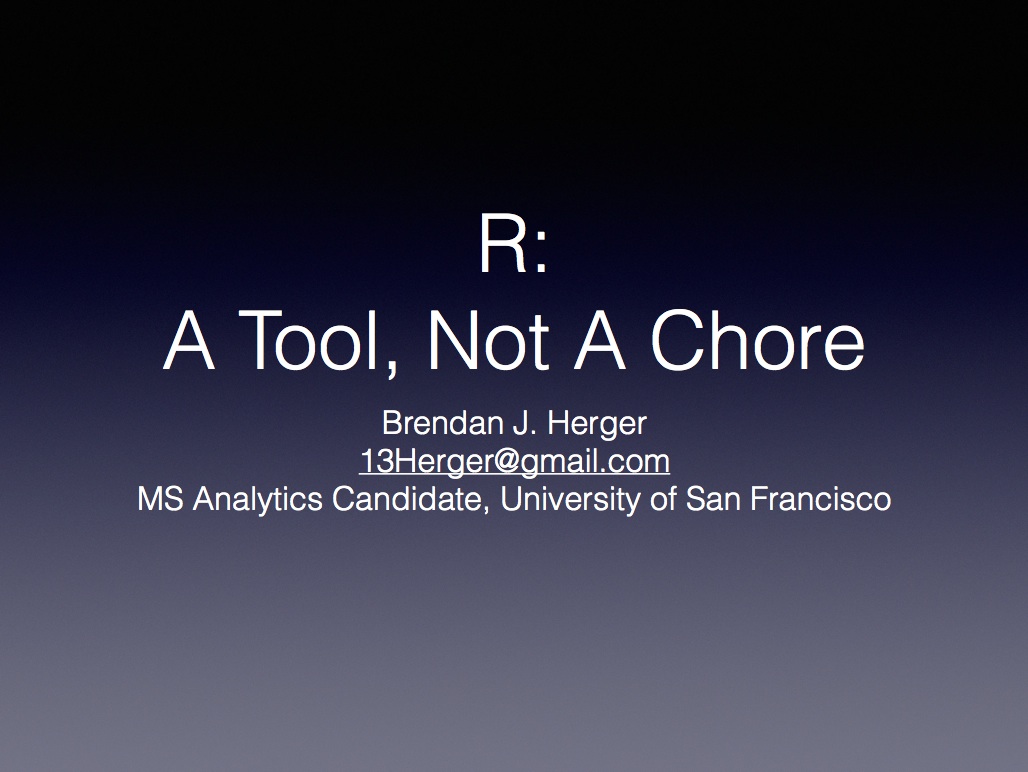 R:
A Tool, Not A Chore
Brendan J. Herger
13Herger@gmail.com
MS Analytics Candidate, University of San Francisco